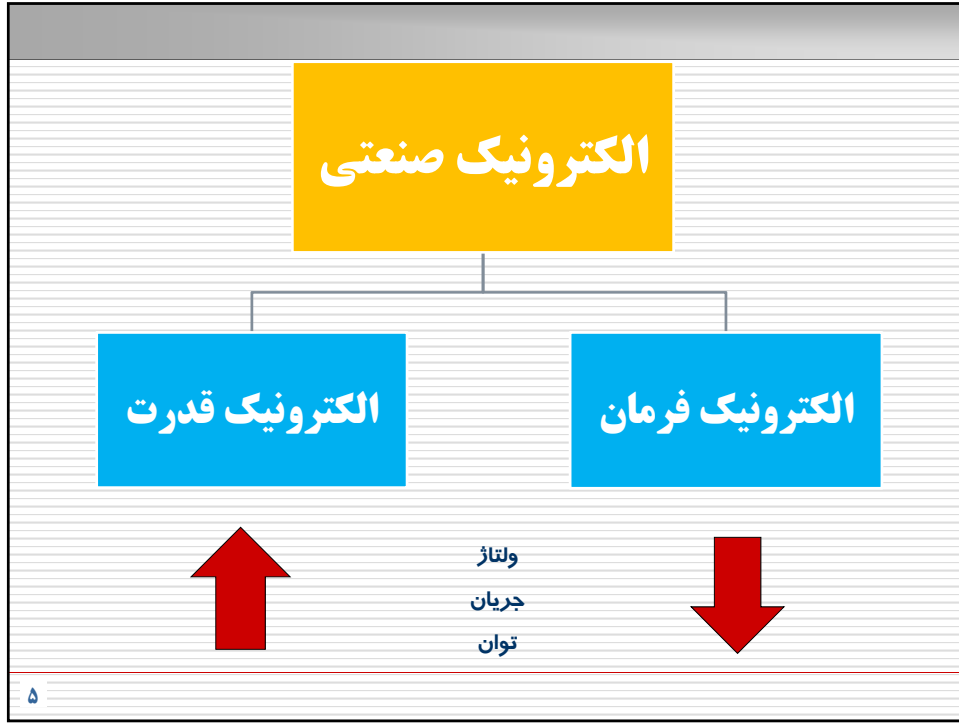 الکترونیک صنعتی
الکترونیک فرمان
الکترونیک قدرت
ولتاژ
جریان
توان
۵